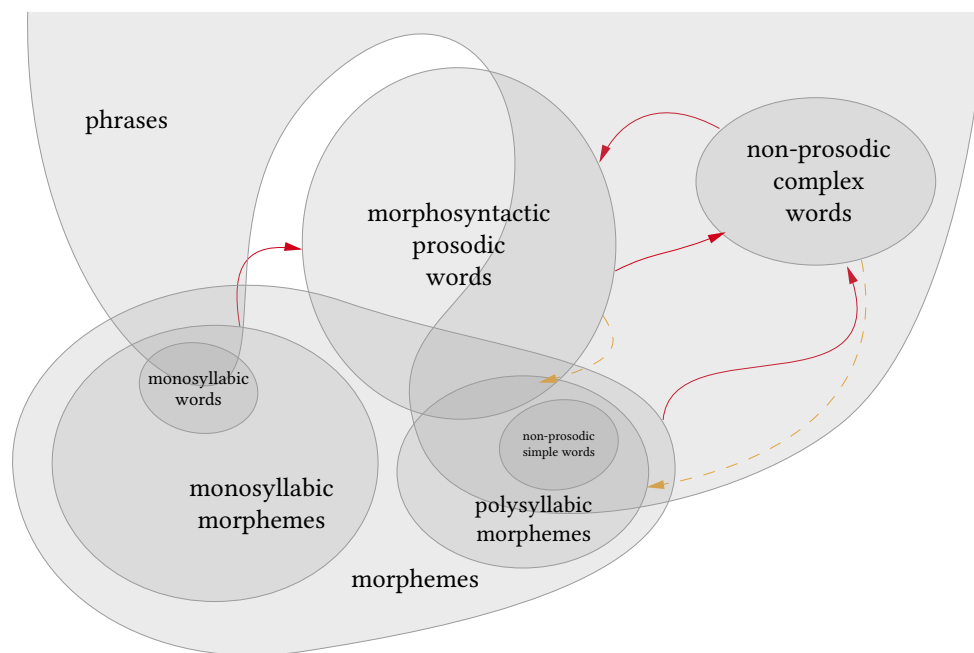 phrases
non-prosodic
complex
words
morphosyntactic
prosodic
words
monosyllabic
words
non-prosodic
simple words
monosyllabic
morphemes
polysyllabic
morphemes
morphemes